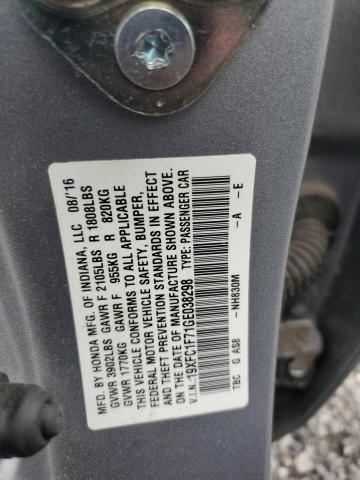 MFD. BY HONDA MFG. OF INDIANA, LLC 08/16
GVWR 3902LBS GAWR F 2105LBS R 1808LBS
GVWR 1770KG GAWR F 955KG R 820KG
THIS VEHICLE CONFORMS TO ALL APPLICABLE
FEDERAL MOTOR VEHICLE SAFETY, BUMPER,
AND THEFT PREVENTION STANDARDS IN EFFECT
ON THE DATE OF MANUFACTURE SHOWN ABOVE.
V.I.N.:19XFC1F71GE038298 TYPE: PASSENGER CAR
-NH830M -A -E
TBC G AS8